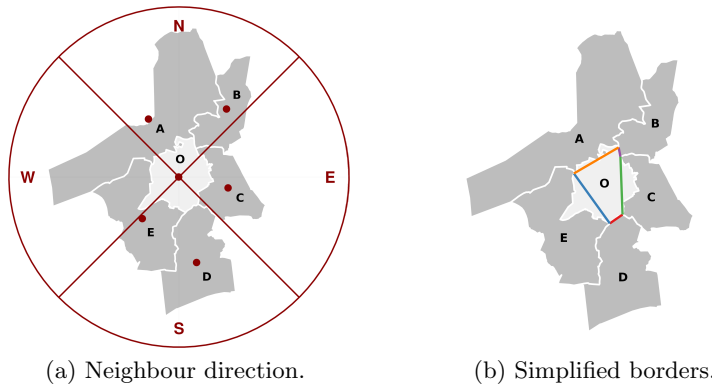 N
B
A
O
W
E
C
E
D
S
B
A
O
C
E
D
(a) Neighbour direction.
(b) Simplified borders.